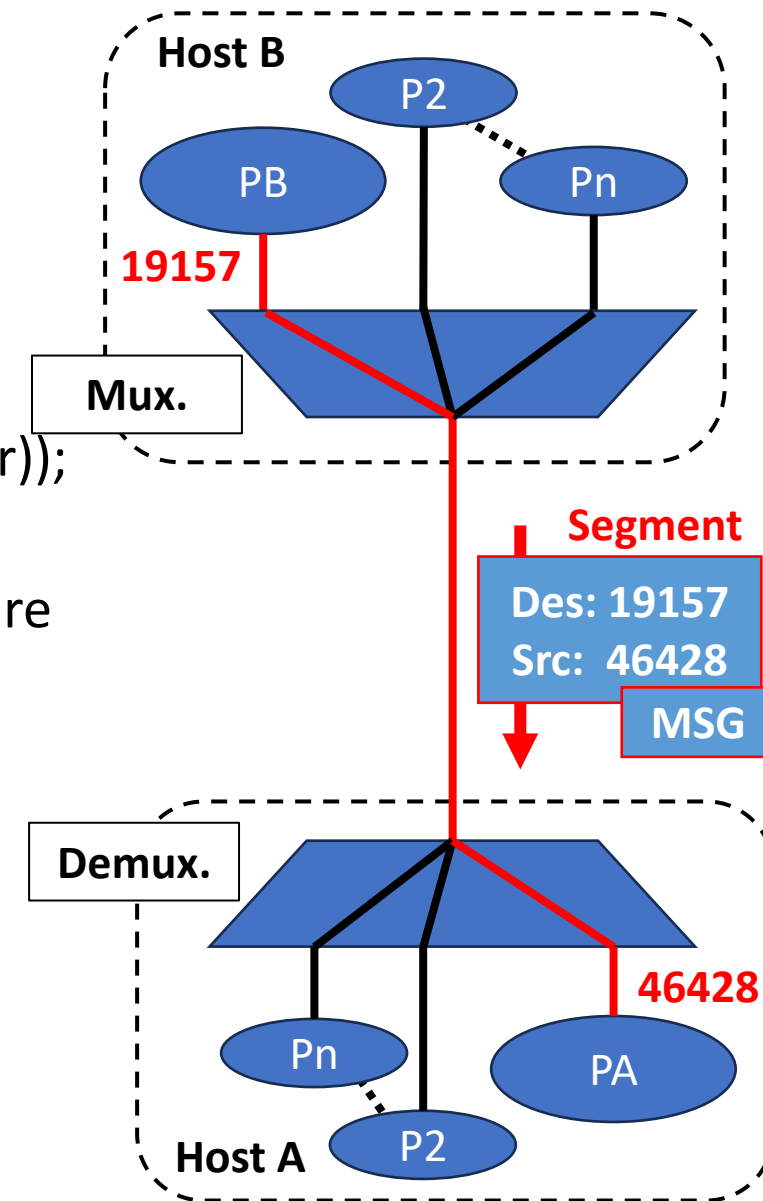 Host B
P2
PB
Pn
19157
Mux.
r));
Segment
re
Des: 19157
Src: 46428
MSG
Demux.
46428
Pn
PA
P2
Host A